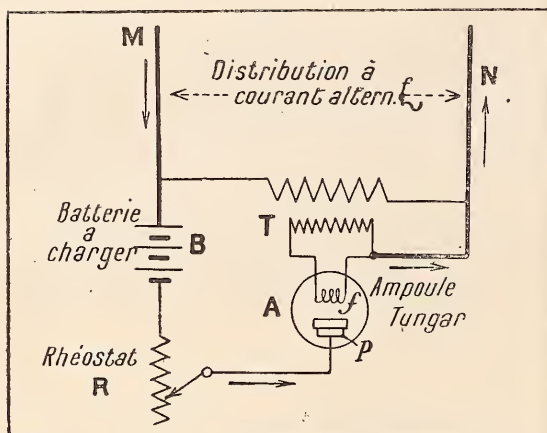 M
Distribution à
courant altern.
N
Batterie
a
charger
B
T
A
f
Ampoule
Tungar
p
Rhéostat
R